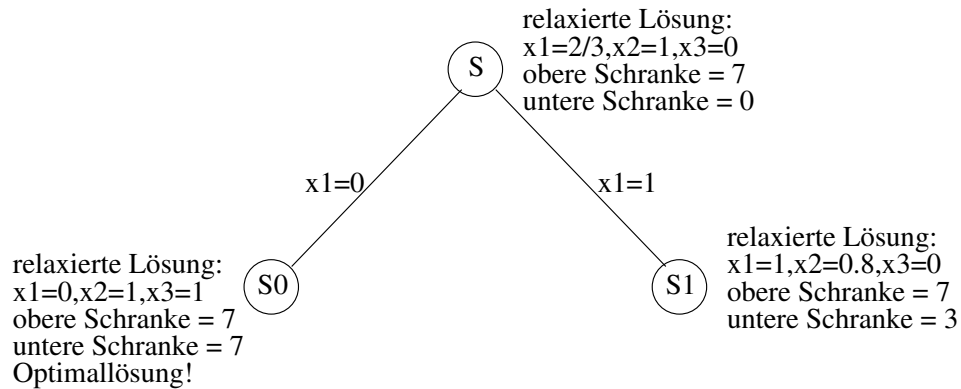 relaxierte Lösung:
x1=2/3,x2=1,x3=0
obere Schranke = 7
untere Schranke = 0
S
x1=0
x1=1
relaxierte Lösung:
x1=0,x2=1,x3=1
obere Schranke = 7
untere Schranke = 7
Optimallösung!
S0
S1
relaxierte Lösung:
x1=1,x2=0.8,x3=0
obere Schranke = 7
untere Schranke = 3